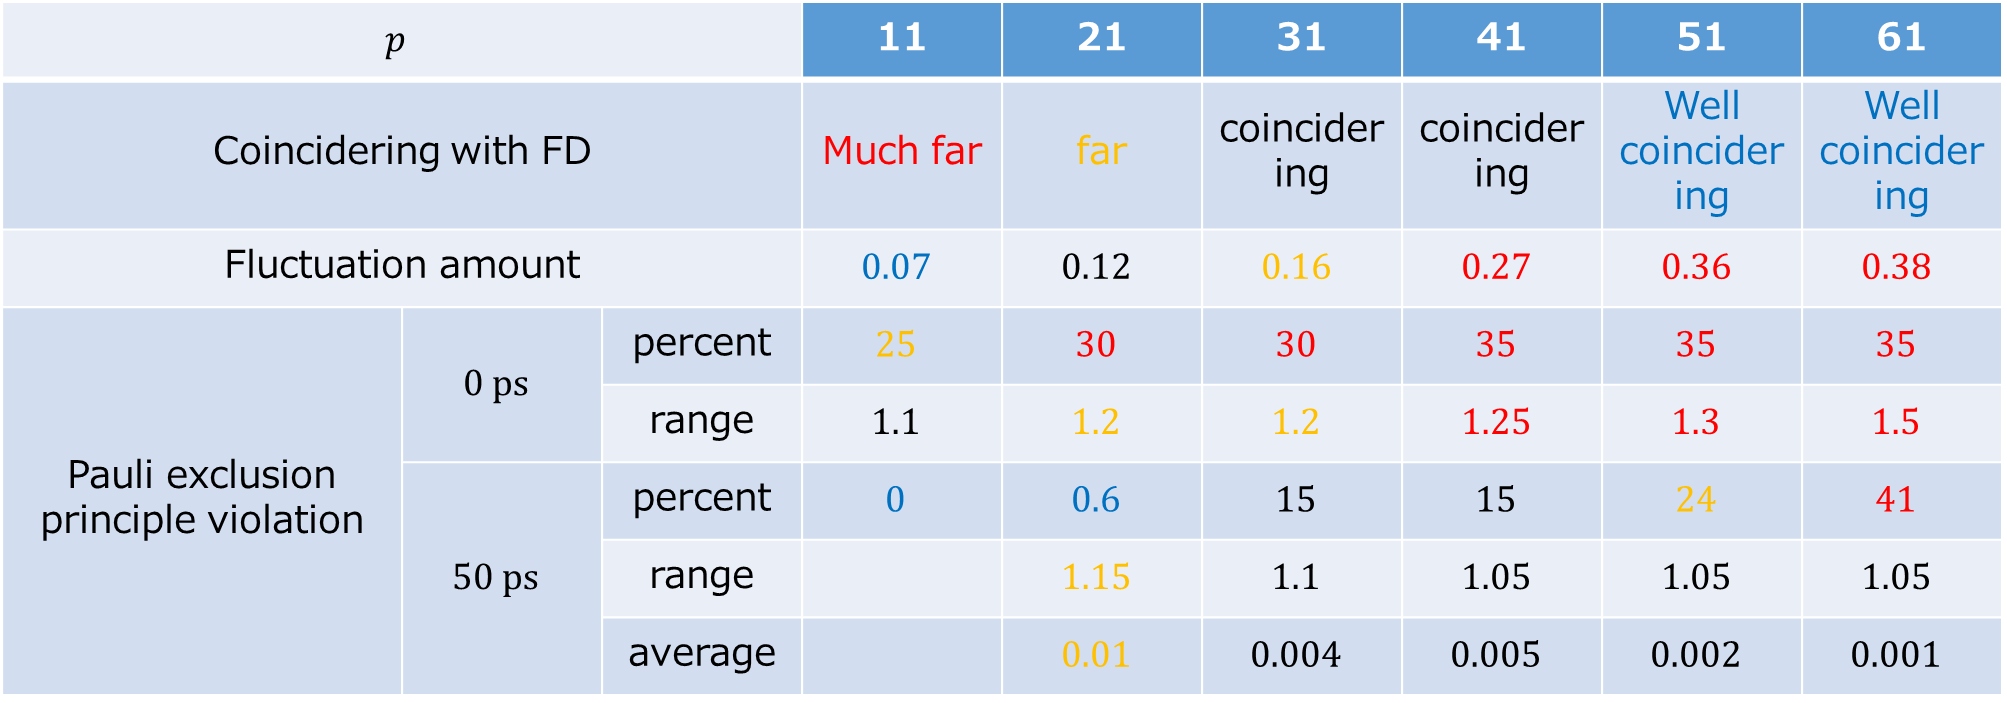 p 11 21 31 41 51 61
Coincidering with FD Much far far coincider coincider Well Well
ing ing coincider coincider
ing ing
Fluctuation amount 0.07 0.12 0.16 0.27 0.36 0.38
Pauli exclusion
principle violation
0 ps
percent 25 30 30 35 35 35
range 1.1 1.2 1.2 1.25 1.3 1.5
50 ps
percent 0 0.6 15 15 24 41
range 1.15 1.1 1.05 1.05 1.05
average 0.01 0.004 0.005 0.002 0.001